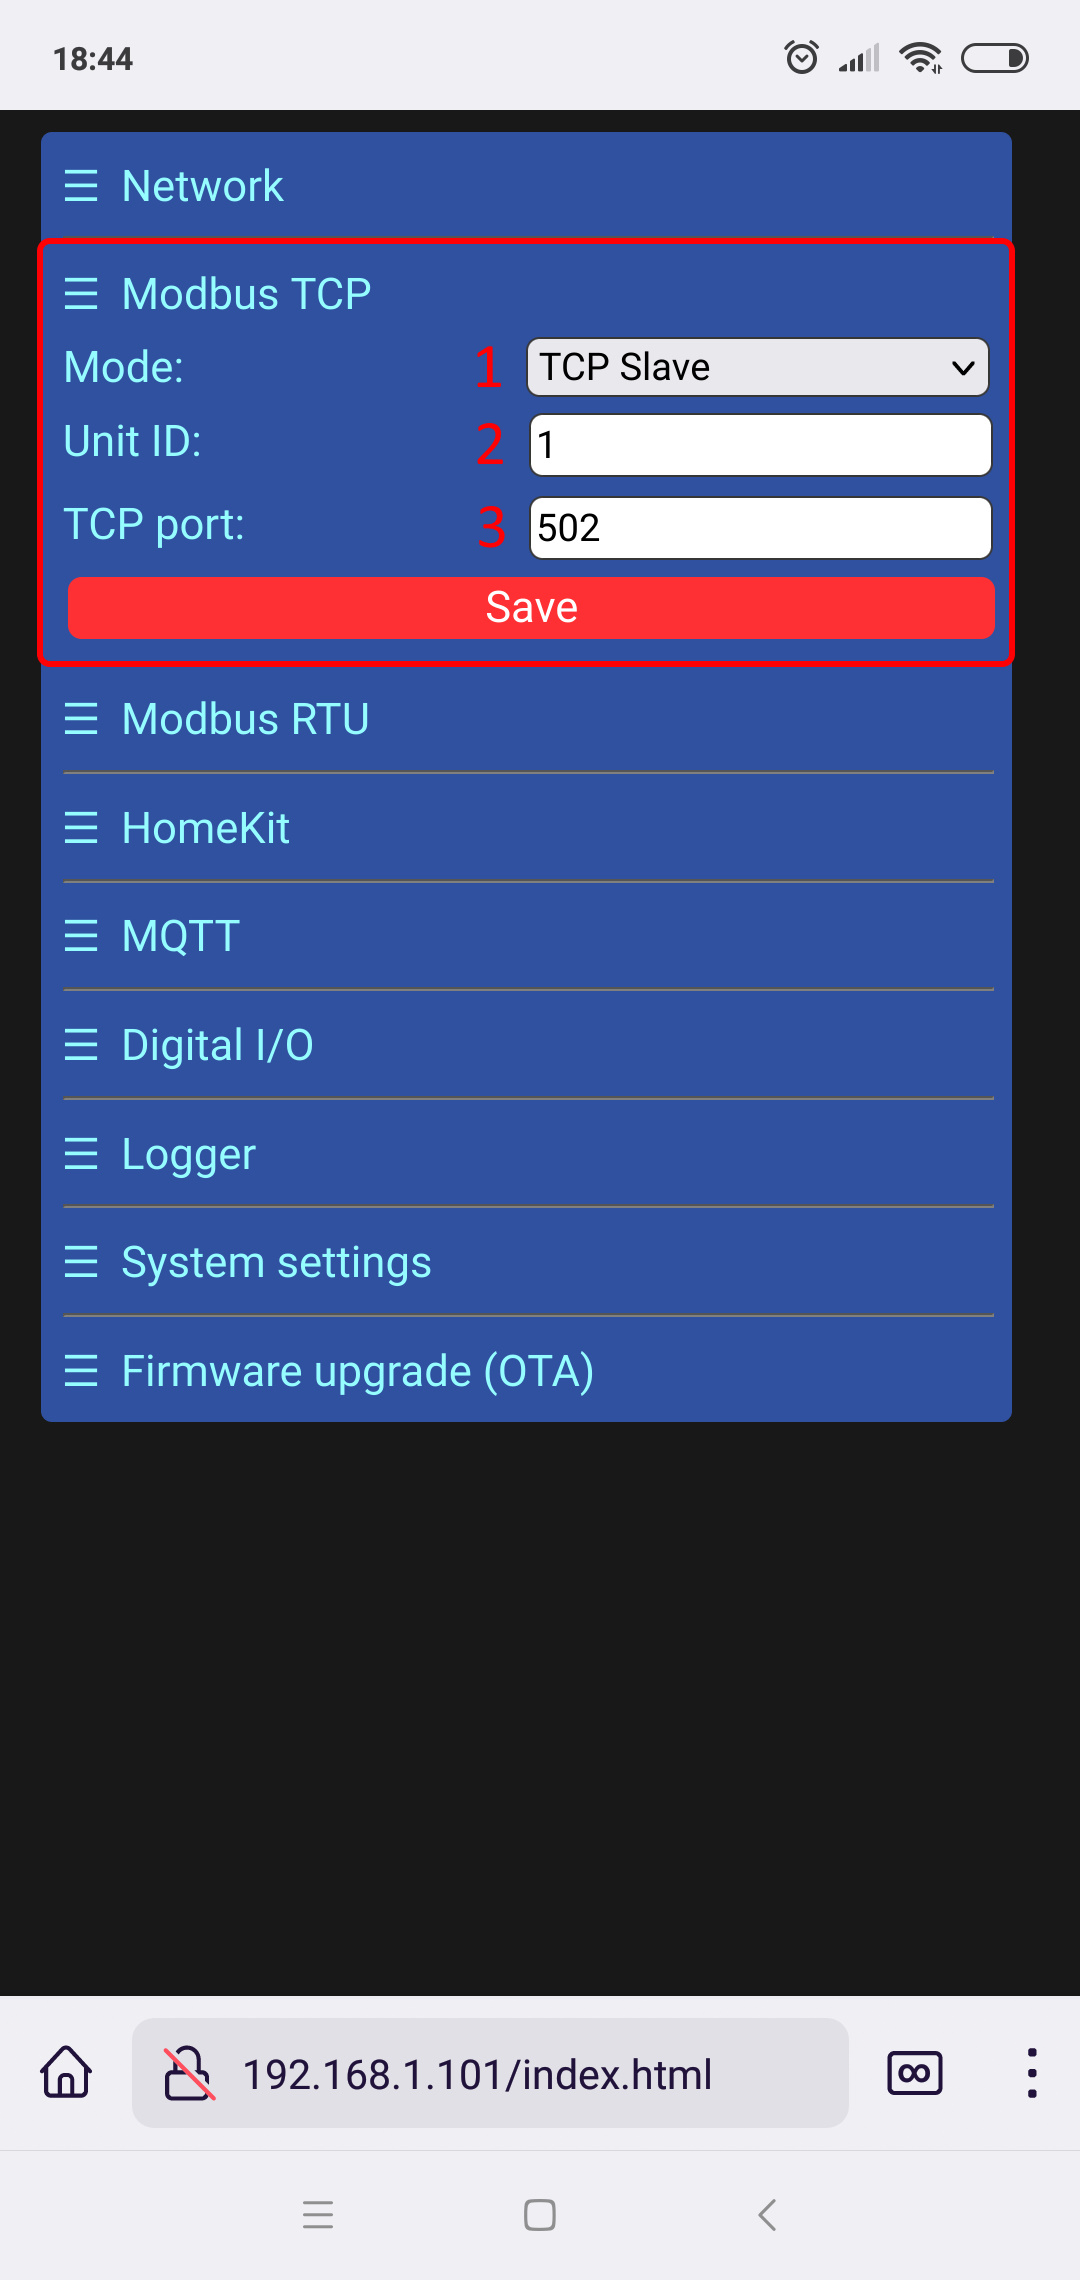 18:44
☰ Network
☰ Modbus TCP
Mode: 1 TCP Slave
Unit ID: 2 1
TCP port: 3 502
Save
☰ Modbus RTU
☰ HomeKit
☰ MQTT
☰ Digital I/O
☰ Logger
☰ System settings
☰ Firmware upgrade (OTA)
192.168.1.101/index.html